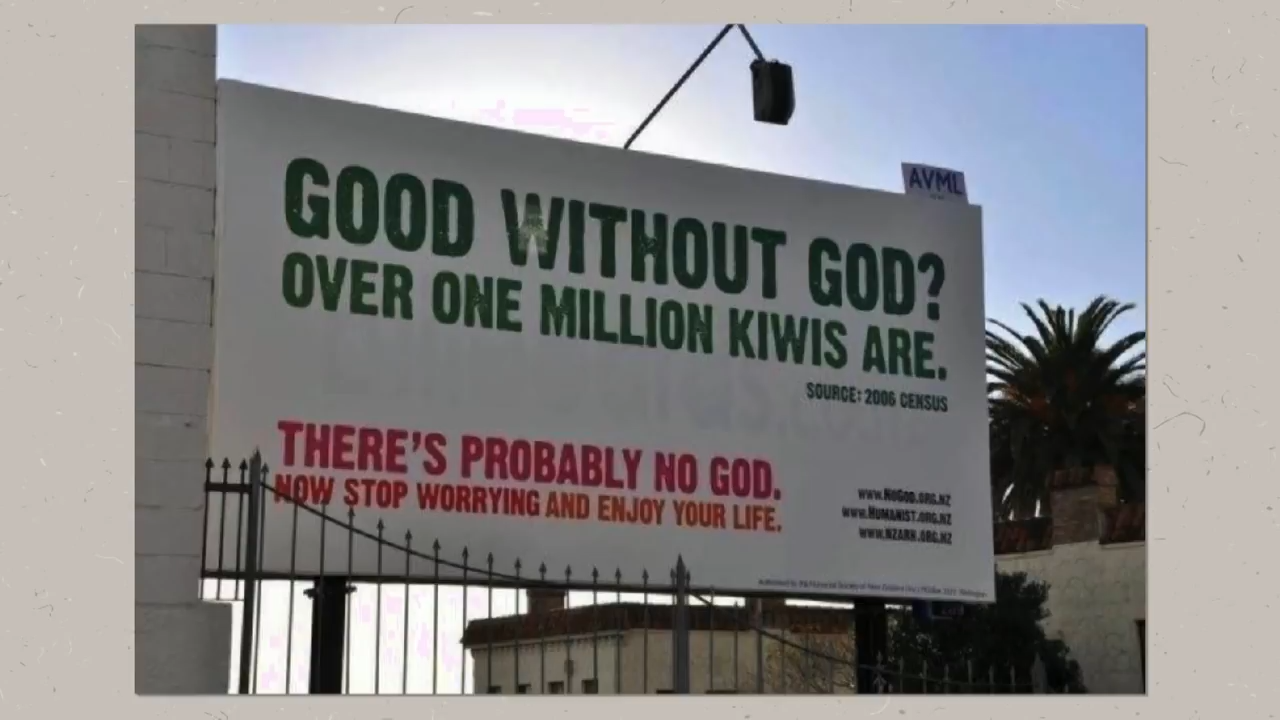 AVML
GOOD WITHOUT GOD?
OVER ONE MILLION KIWIS ARE.
SOURCE: 2006 CENSUS
THERE'S PROBABLY NO GOD.
NOW STOP WORRYING AND ENJOY YOUR LIFE.
WWW.NOGOD.ORG.NZ
WWW.HUMANIST.ORG.NZ
WWW.NZARH.ORG.NZ